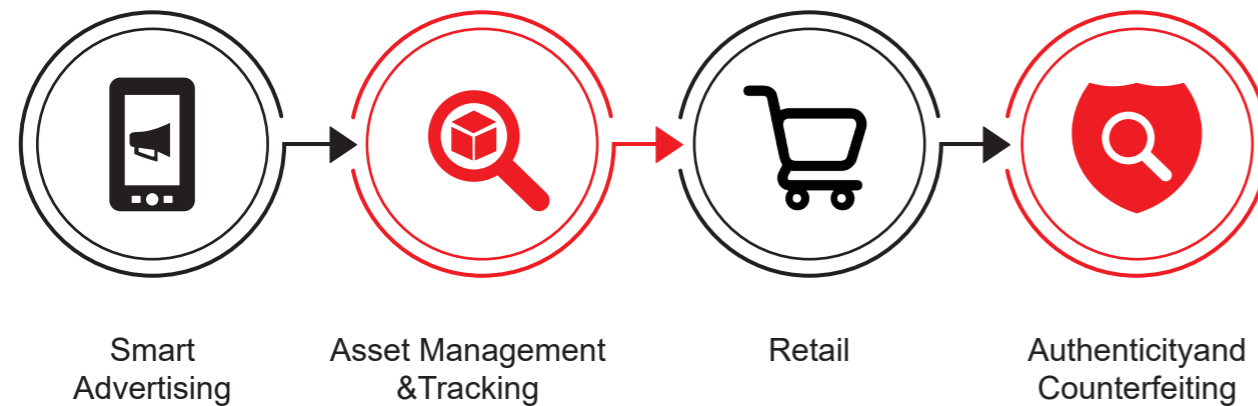 Smart
Advertising
Asset Management
&Tracking
Retail
Authenticityand
Counterfeiting